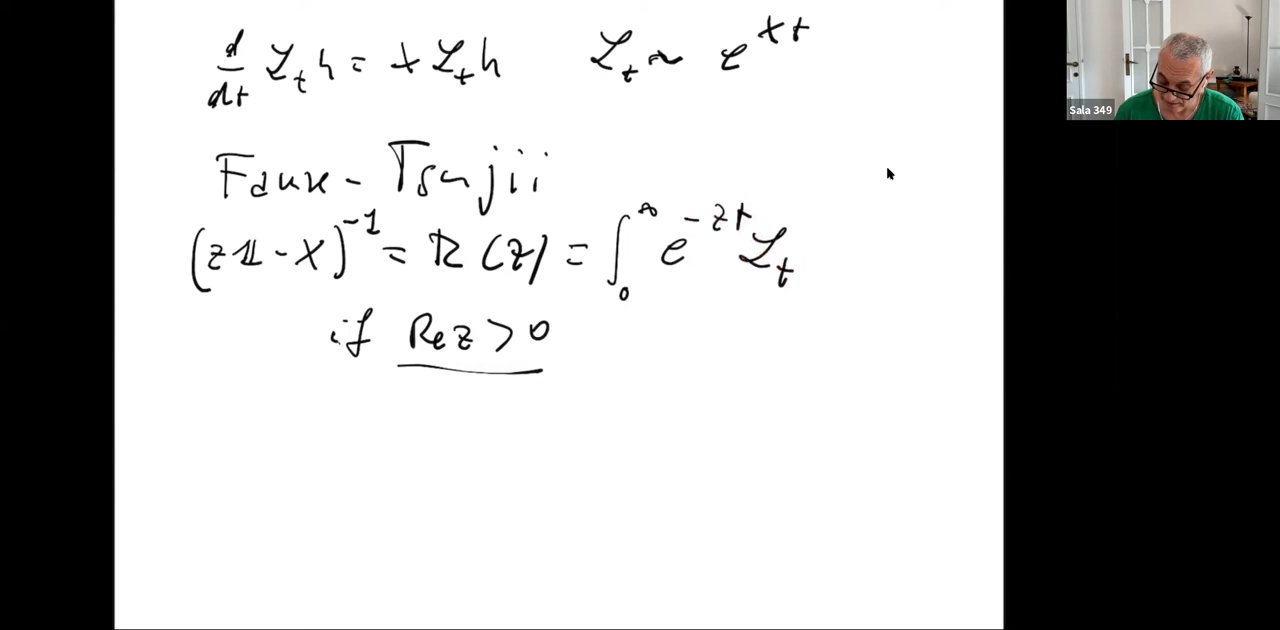 d/dt ℒ_t h = X ℒ_t h    ℒ_t ~ e^{Xt}
Faure - Tsujii
(z𝟙 - X)^{-1} = R(z) = ∫_0^∞ e^{-zt} ℒ_t
if Re z > 0
Sala 349